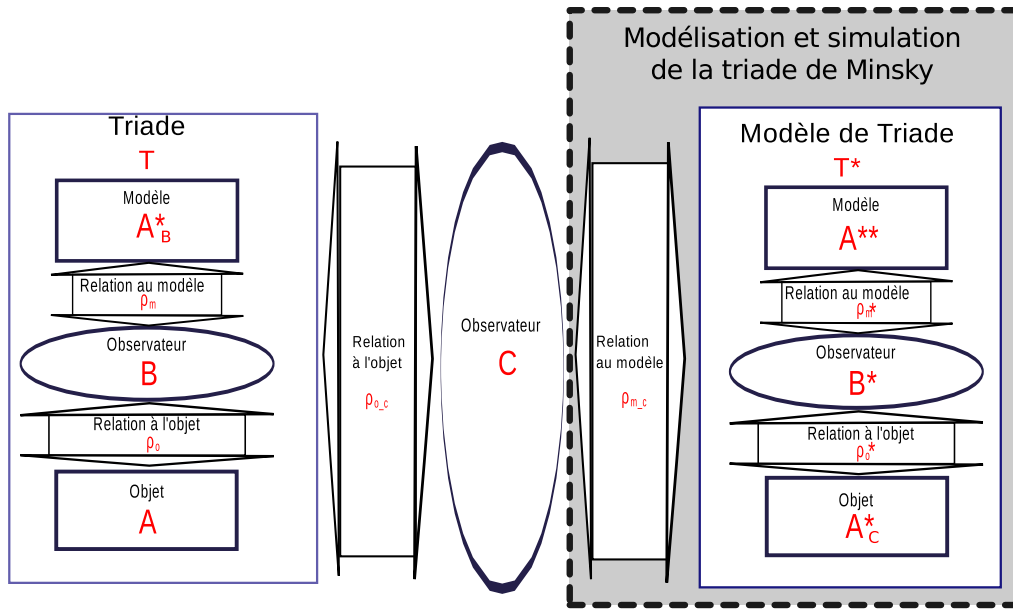 Modélisation et simulation
de la triade de Minsky
Triade
T
Modèle
A*B
Relation au modèle
ρm
Observateur
B
Relation à l'objet
ρo
Objet
A
Relation
à l'objet
ρo_c
Observateur
C
Relation
au modèle
ρm_c
Modèle de Triade
T*
Modèle
A**
Relation au modèle
ρm*
Observateur
B*
Relation à l'objet
ρo*
Objet
A*C